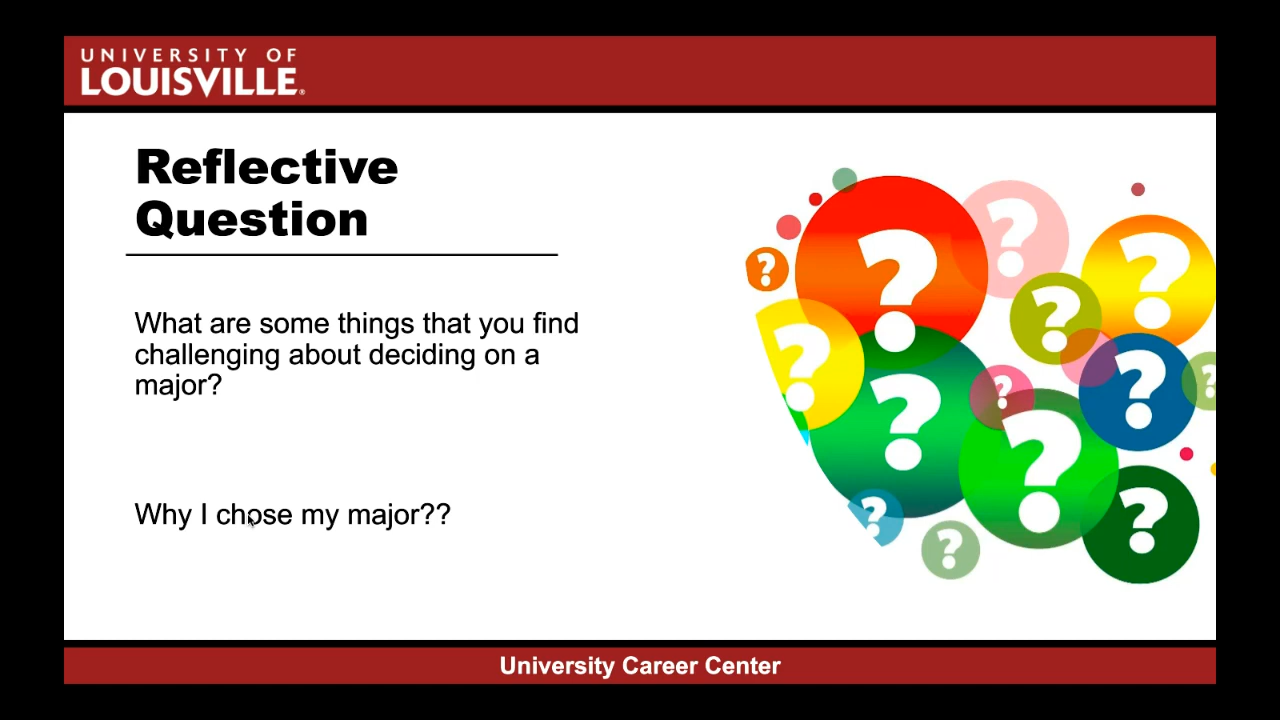 UNIVERSITY OF
LOUISVILLE®
Reflective
Question
What are some things that you find
challenging about deciding on a
major?
Why I chose my major??
? ? ? ? ? ? ? ? ? ? ? ? ? ?
University Career Center